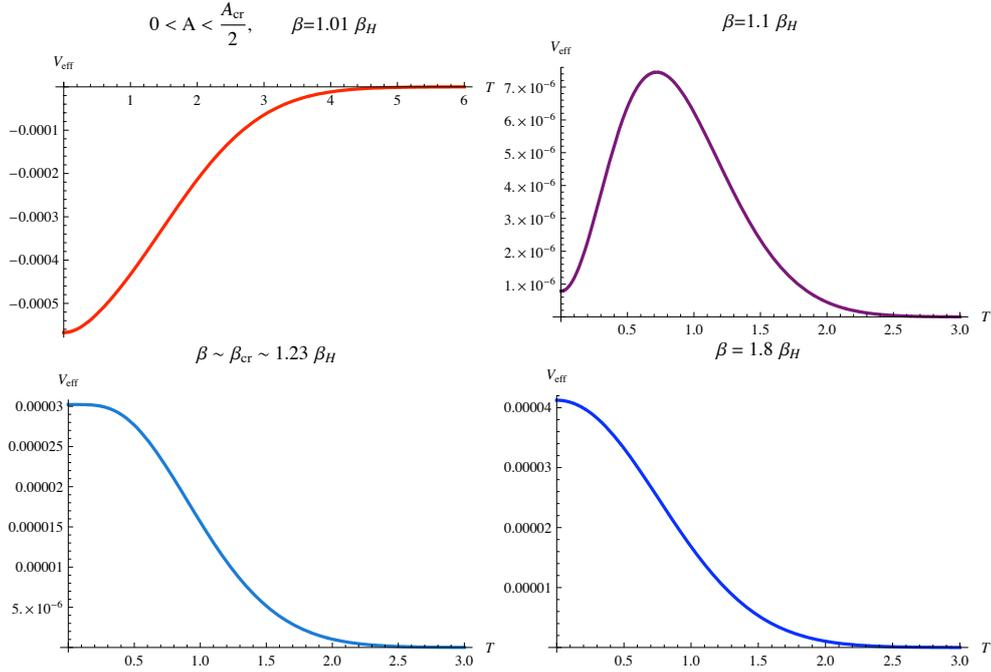 0 < A < A_cr/2, β=1.01 β_H
V_eff
T
1 2 3 4 5 6
−0.0001
−0.0002
−0.0003
−0.0004
−0.0005
β=1.1 β_H
V_eff
7.×10⁻⁶
6.×10⁻⁶
5.×10⁻⁶
4.×10⁻⁶
3.×10⁻⁶
2.×10⁻⁶
1.×10⁻⁶
T
0.5 1.0 1.5 2.0 2.5 3.0
β ~ β_cr ~ 1.23 β_H
V_eff
0.00003
0.000025
0.00002
0.000015
0.00001
5.×10⁻⁶
T
0.5 1.0 1.5 2.0 2.5 3.0
β = 1.8 β_H
V_eff
0.00004
0.00003
0.00002
0.00001
T
0.5 1.0 1.5 2.0 2.5 3.0